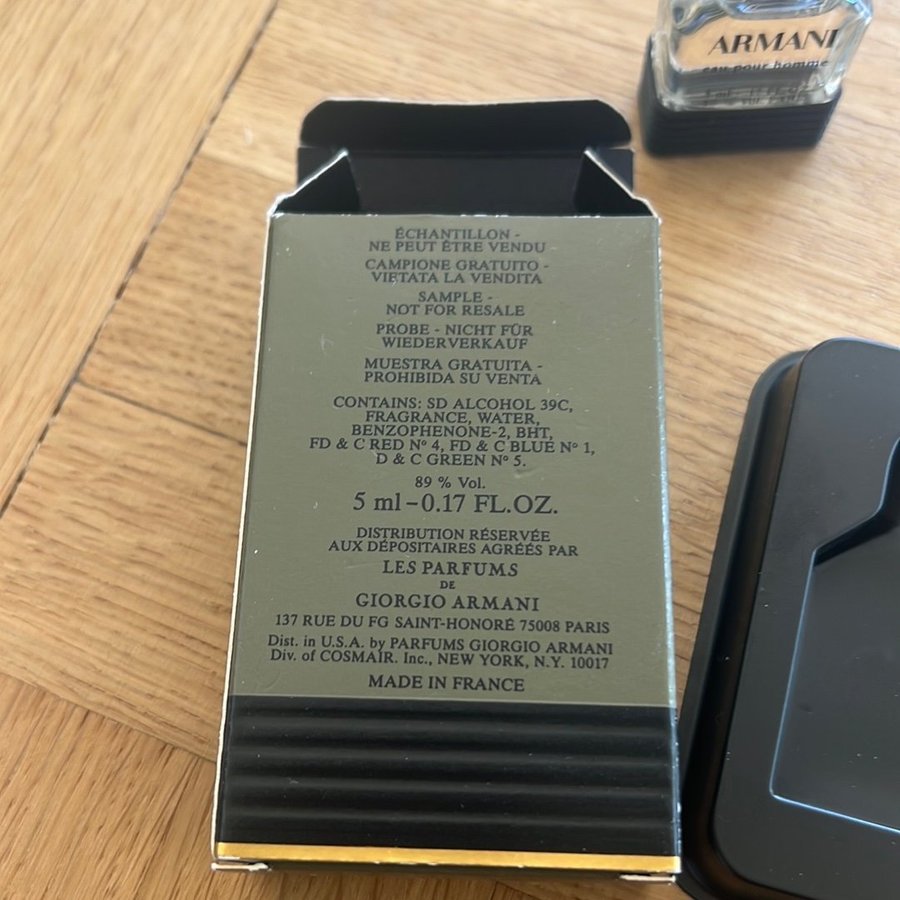 ARMANI
eau pour homme
ÉCHANTILLON -
NE PEUT ÊTRE VENDU
CAMPIONE GRATUITO -
VIETATA LA VENDITA
SAMPLE -
NOT FOR RESALE
PROBE - NICHT FÜR
WIEDERVERKAUF
MUESTRA GRATUITA -
PROHIBIDA SU VENTA
CONTAINS: SD ALCOHOL 39C,
FRAGRANCE, WATER,
BENZOPHENONE-2, BHT,
FD & C RED Nº 4, FD & C BLUE Nº 1,
D & C GREEN Nº 5.
89 % Vol.
5 ml-0.17 FL.OZ.
DISTRIBUTION RÉSERVÉE
AUX DÉPOSITAIRES AGRÉÉS PAR
LES PARFUMS
DE
GIORGIO ARMANI
137 RUE DU FG SAINT-HONORÉ 75008 PARIS
Dist. in U.S.A. by PARFUMS GIORGIO ARMANI
Div. of COSMAIR. Inc., NEW YORK, N.Y. 10017
MADE IN FRANCE